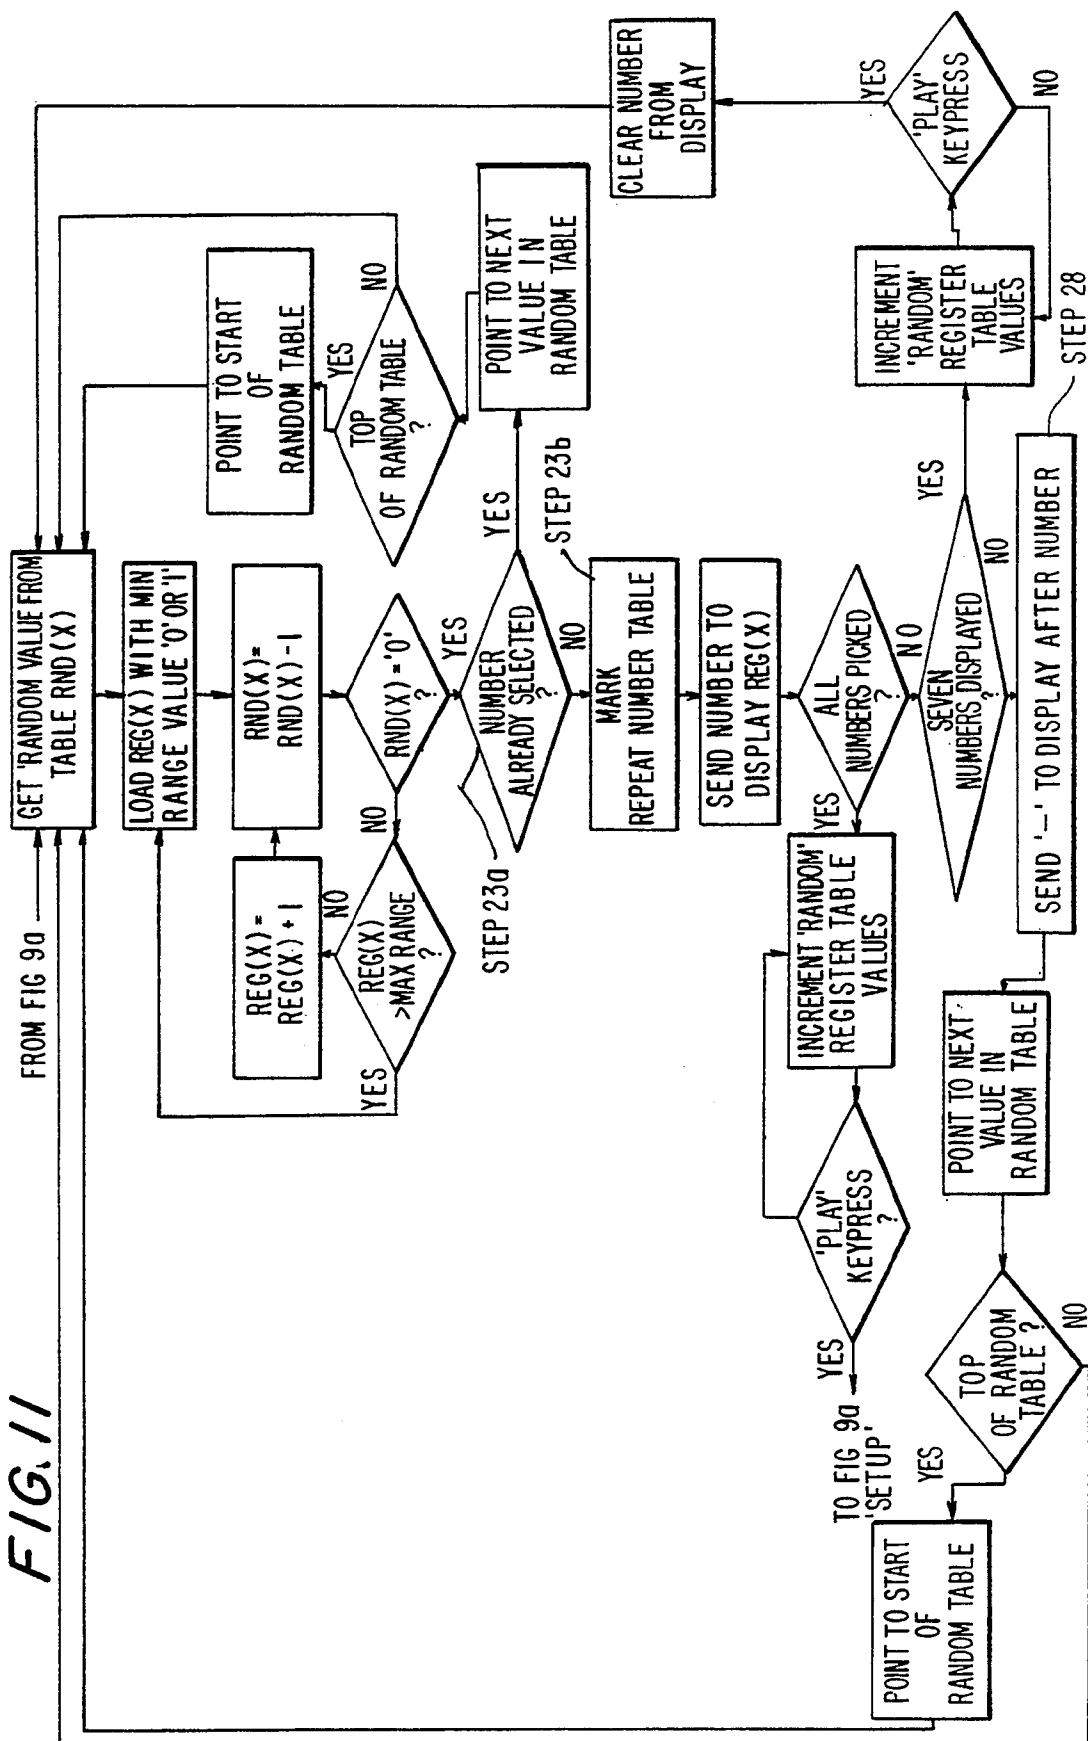 FIG. 11
FROM FIG 9a
GET 'RANDOM' VALUE FROM
TABLE RND(X)
LOAD REG(X) WITH MIN
RANGE VALUE '0' OR '1'
RND(X)=
RND(X)-1
REG(X)=
REG(X)+1
RND(X)='0'
?
NO
YES
REG(X)
>MAX RANGE
?
NO
YES
STEP 23a
NUMBER
ALREADY SELECTED
?
YES
NO
POINT TO NEXT
VALUE IN
RANDOM TABLE
TOP
OF RANDOM TABLE
?
YES
NO
POINT TO START
OF
RANDOM TABLE
STEP 23b
MARK
REPEAT NUMBER TABLE
SEND NUMBER TO
DISPLAY REG(X)
ALL
NUMBERS PICKED
?
YES
NO
INCREMENT 'RANDOM'
REGISTER TABLE
VALUES
'PLAY'
KEYPRESS
?
YES
TO FIG 9a
'SETUP'
SEVEN
NUMBERS DISPLAYED
?
YES
NO
INCREMENT
'RANDOM'
REGISTER
TABLE
VALUES
'PLAY'
KEYPRESS
YES
NO
CLEAR NUMBER
FROM
DISPLAY
STEP 28
SEND '–' TO DISPLAY AFTER NUMBER
POINT TO NEXT
VALUE IN
RANDOM TABLE
TOP
OF RANDOM
TABLE ?
YES
NO
POINT TO START
OF
RANDOM TABLE